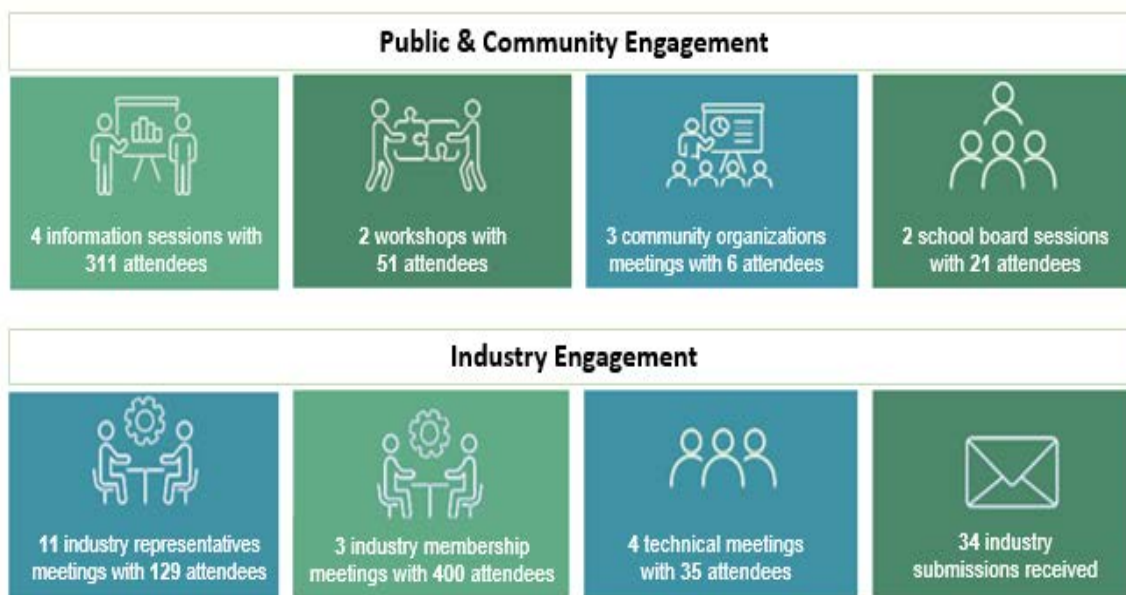 Public & Community Engagement
4 information sessions with
311 attendees
2 workshops with
51 attendees
3 community organizations
meetings with 6 attendees
2 school board sessions
with 21 attendees
Industry Engagement
11 industry representatives
meetings with 129 attendees
3 industry membership
meetings with 400 attendees
4 technical meetings
with 35 attendees
34 industry
submissions received